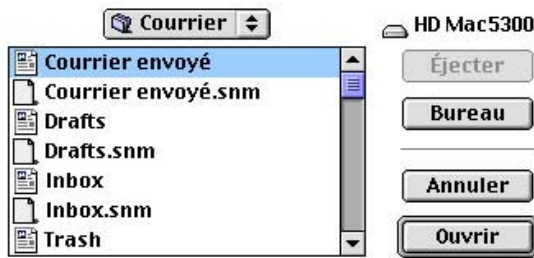 Courrier
HD Mac5300
Courrier envoyé
Courrier envoyé.snm
Drafts
Drafts.snm
Inbox
Inbox.snm
Trash
Éjecter
Bureau
Annuler
Ouvrir